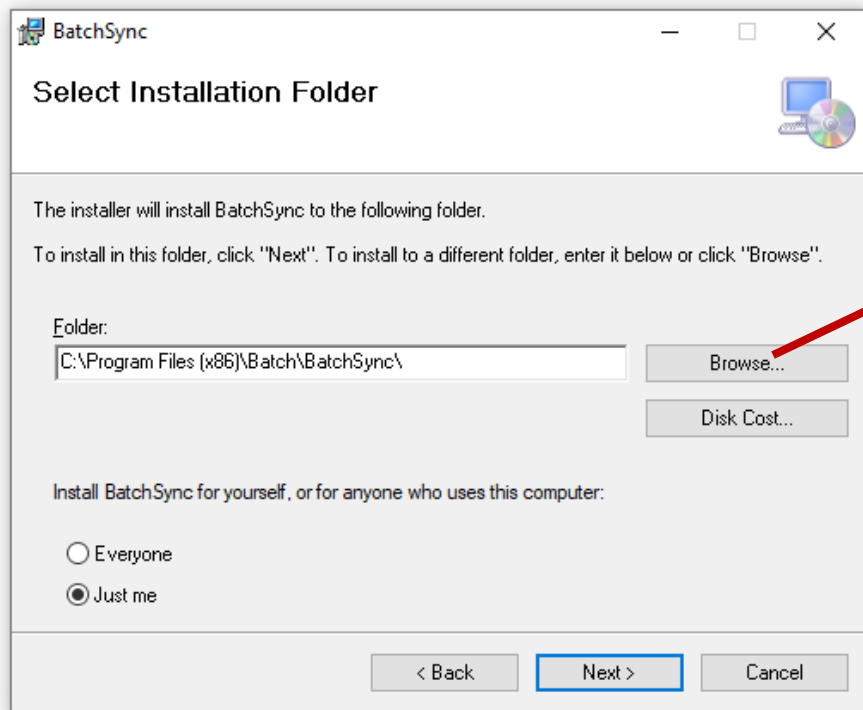 BatchSync
Select Installation Folder
The installer will install BatchSync to the following folder.
To install in this folder, click "Next". To install to a different folder, enter it below or click "Browse".
Folder:
C:\Program Files (x86)\Batch\BatchSync\
Browse...
Disk Cost...
Install BatchSync for yourself, or for anyone who uses this computer:
Everyone
Just me
< Back
Next >
Cancel